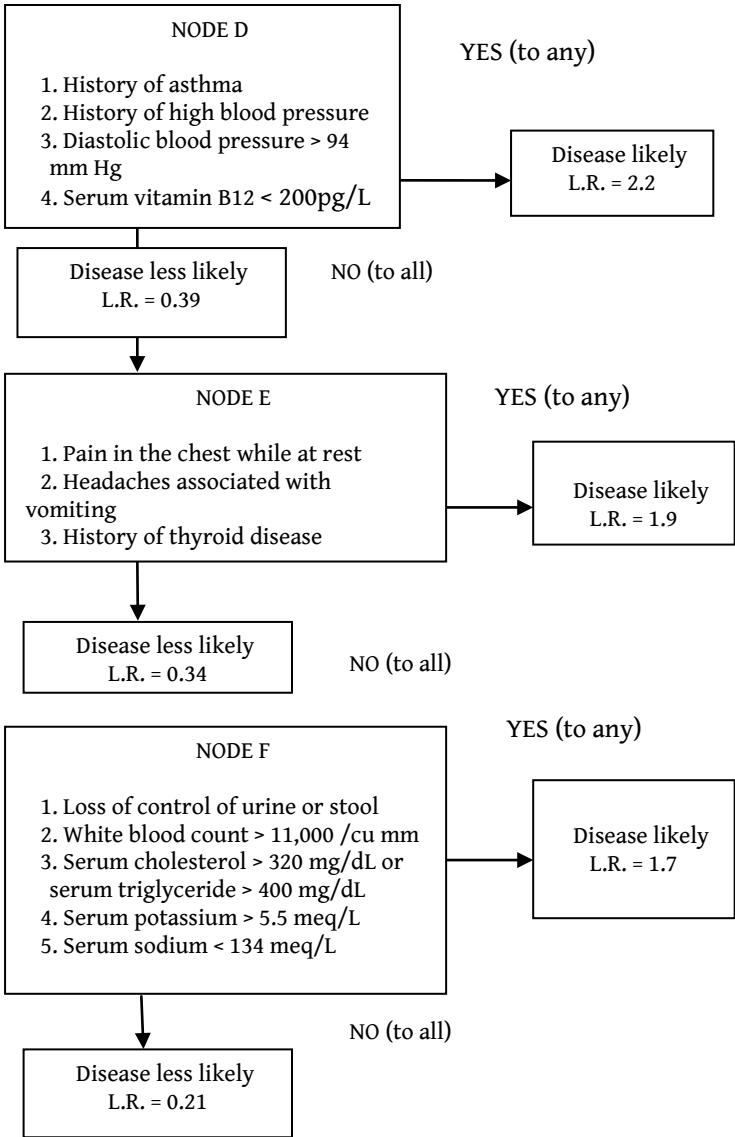 NODE D
YES (to any)
1. History of asthma
2. History of high blood pressure
3. Diastolic blood pressure > 94
mm Hg
4. Serum vitamin B12 < 200pg/L
Disease likely
L.R. = 2.2
Disease less likely
L.R. = 0.39
NO (to all)
NODE E
YES (to any)
1. Pain in the chest while at rest
2. Headaches associated with
vomiting
3. History of thyroid disease
Disease likely
L.R. = 1.9
Disease less likely
L.R. = 0.34
NO (to all)
NODE F
YES (to any)
1. Loss of control of urine or stool
2. White blood count > 11,000 /cu mm
3. Serum cholesterol > 320 mg/dL or
serum triglyceride > 400 mg/dL
4. Serum potassium > 5.5 meq/L
5. Serum sodium < 134 meq/L
Disease likely
L.R. = 1.7
NO (to all)
Disease less likely
L.R. = 0.21